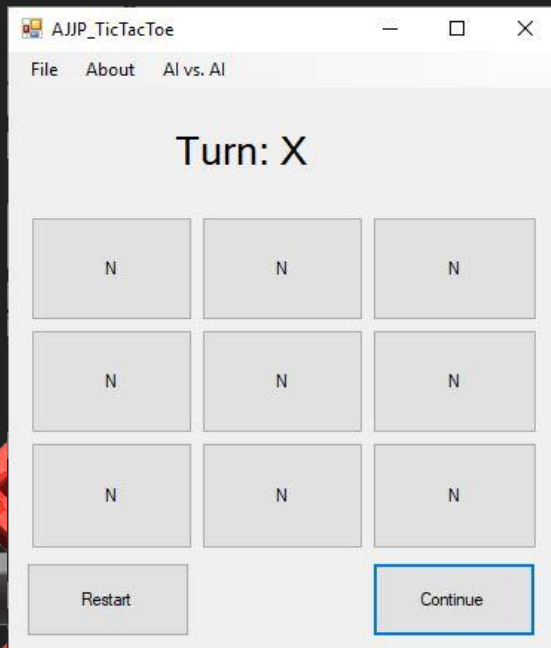 AJJP_TicTacToe
File About AI vs. AI
Turn: X
N N N
N N N
N N N
Restart Continue